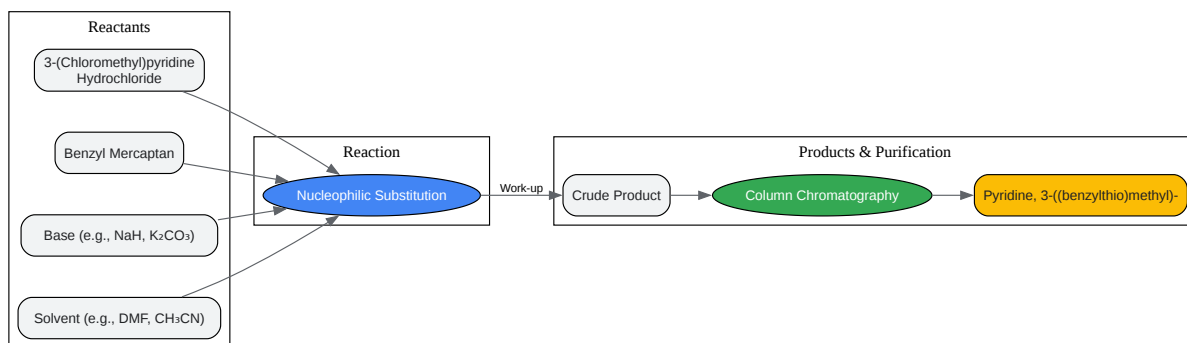 Reactants
3-(Chloromethyl)pyridine
Hydrochloride
Benzyl Mercaptan
Base (e.g., NaH, K₂CO₃)
Solvent (e.g., DMF, CH₃CN)
Reaction
Nucleophilic Substitution
Work-up
Products & Purification
Crude Product
Column Chromatography
Pyridine, 3-((benzylthio)methyl)-